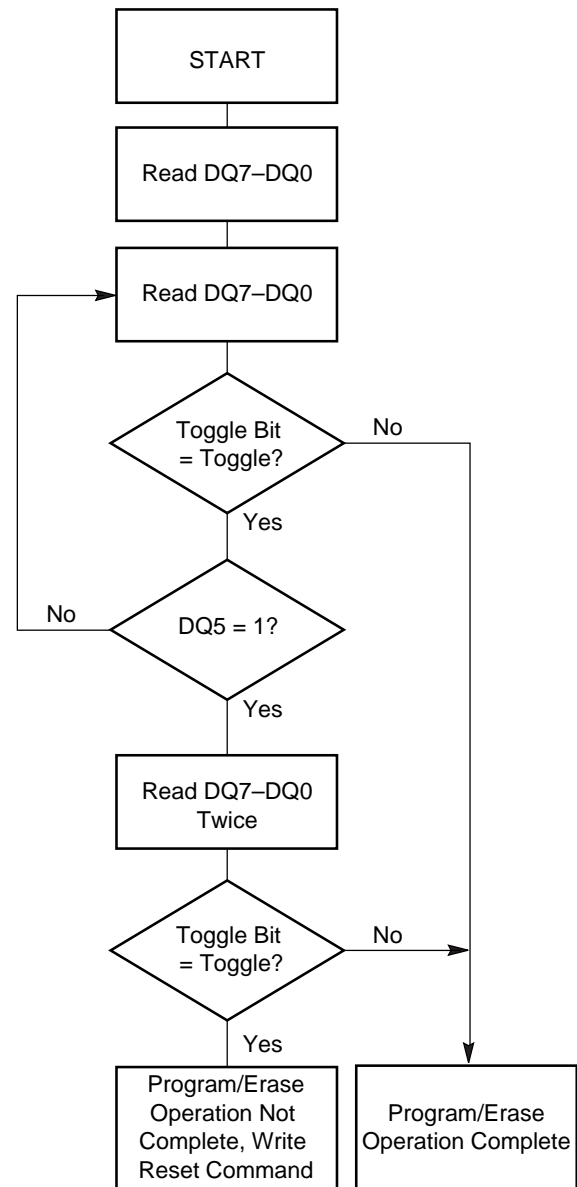 START
Read DQ7–DQ0
Read DQ7–DQ0
Toggle Bit
= Toggle?
No
Yes
No
DQ5 = 1?
Yes
Read DQ7–DQ0
Twice
Toggle Bit
= Toggle?
No
Yes
Program/Erase
Operation Not
Complete, Write
Reset Command
Program/Erase
Operation Complete